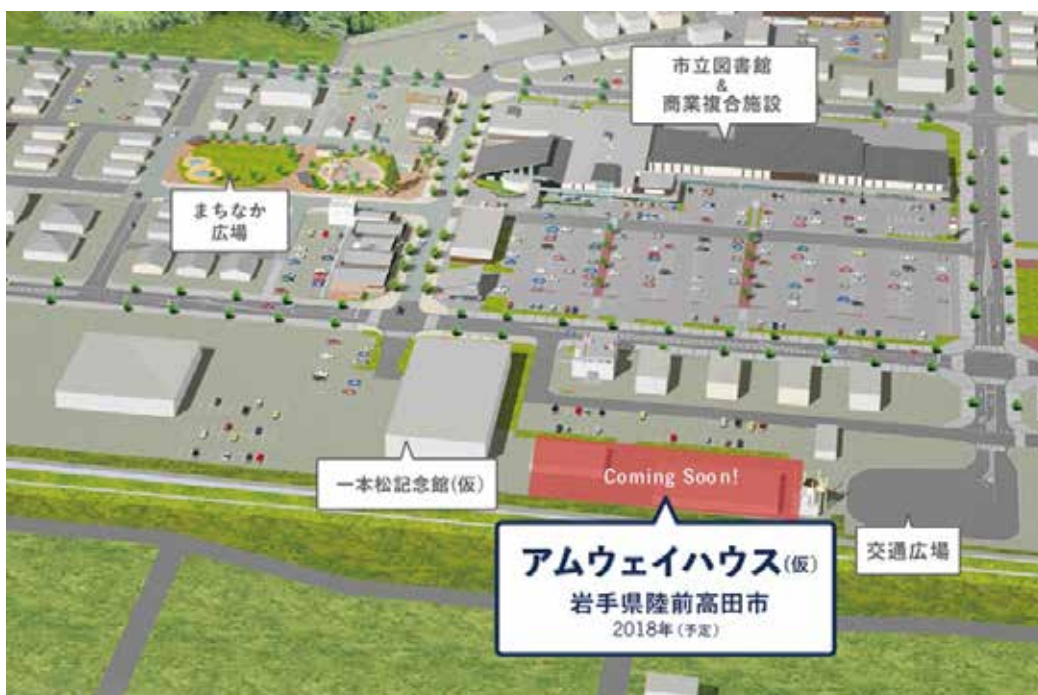 市立図書館
&
商業複合施設
まちなか
広場
一本松記念館(仮)
Coming Soon!
アムウェイハウス(仮)
岩手県陸前高田市
2018年(予定)
交通広場